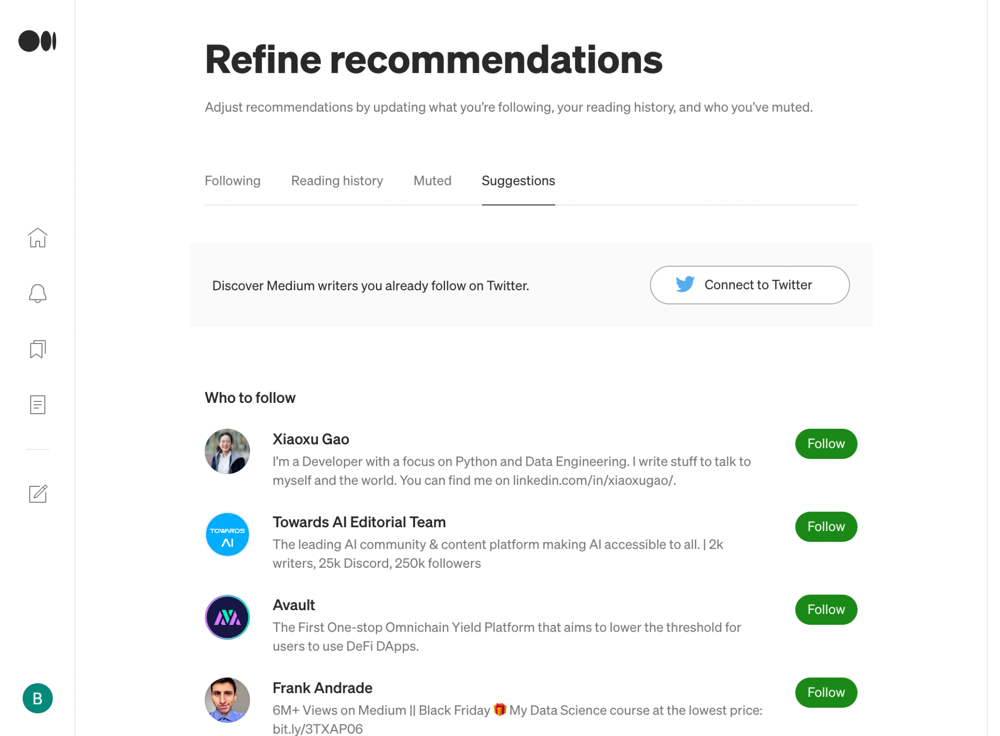 Refine recommendations
Adjust recommendations by updating what you’re following, your reading history, and who you’ve muted.
Following
Reading history
Muted
Suggestions
Discover Medium writers you already follow on Twitter.
Connect to Twitter
Who to follow
Xiaoxu Gao
Follow
I’m a Developer with a focus on Python and Data Engineering. I write stuff to talk to
myself and the world. You can find me on linkedin.com/in/xiaoxugao/.
TOWARDS
AI
Towards AI Editorial Team
Follow
The leading AI community & content platform making AI accessible to all. | 2k
writers, 25k Discord, 250k followers
Avault
Follow
The First One-stop Omnichain Yield Platform that aims to lower the threshold for
users to use DeFi DApps.
Frank Andrade
Follow
6M+ Views on Medium || Black Friday 🎁 My Data Science course at the lowest price:
bit.ly/3TXAP06
B